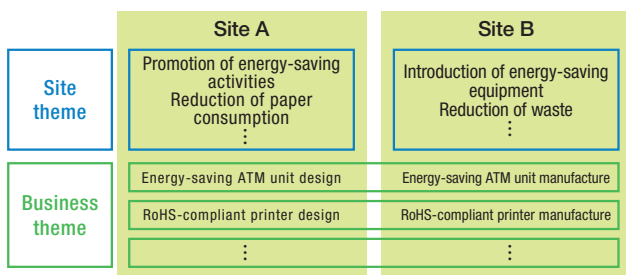 Site A
Site B
Site
theme
Promotion of energy-saving
activities
Reduction of paper
consumption
⋮
Introduction of energy-saving
equipment
Reduction of waste
⋮
Business
theme
Energy-saving ATM unit design
Energy-saving ATM unit manufacture
RoHS-compliant printer design
RoHS-compliant printer manufacture
⋮
⋮